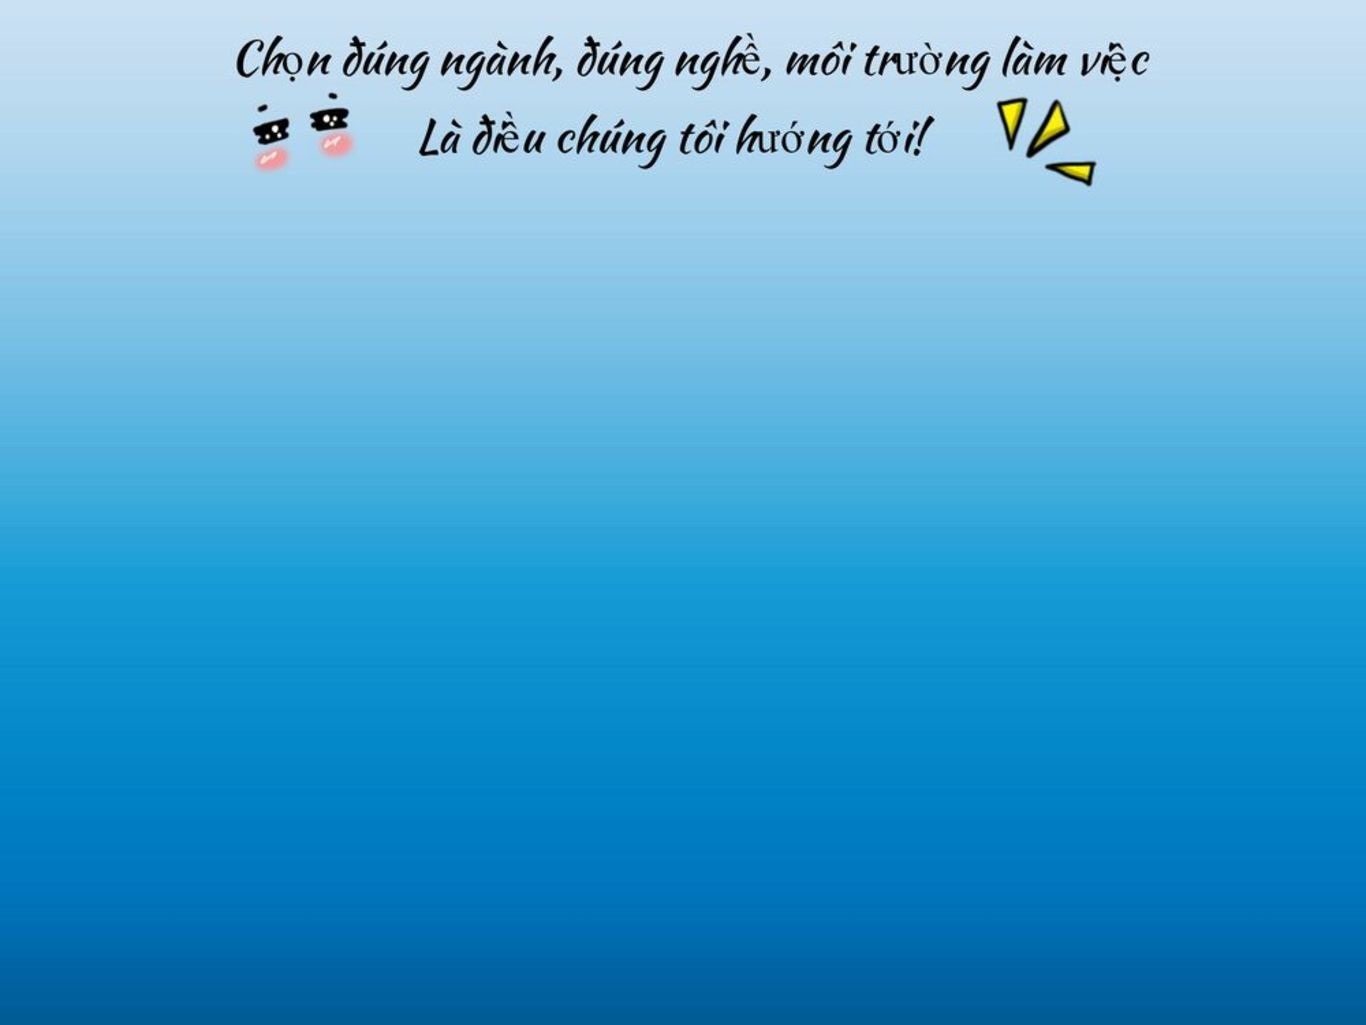 Chọn đúng ngành, đúng nghề, môi trường làm việc
Là điều chúng tôi hướng tới!